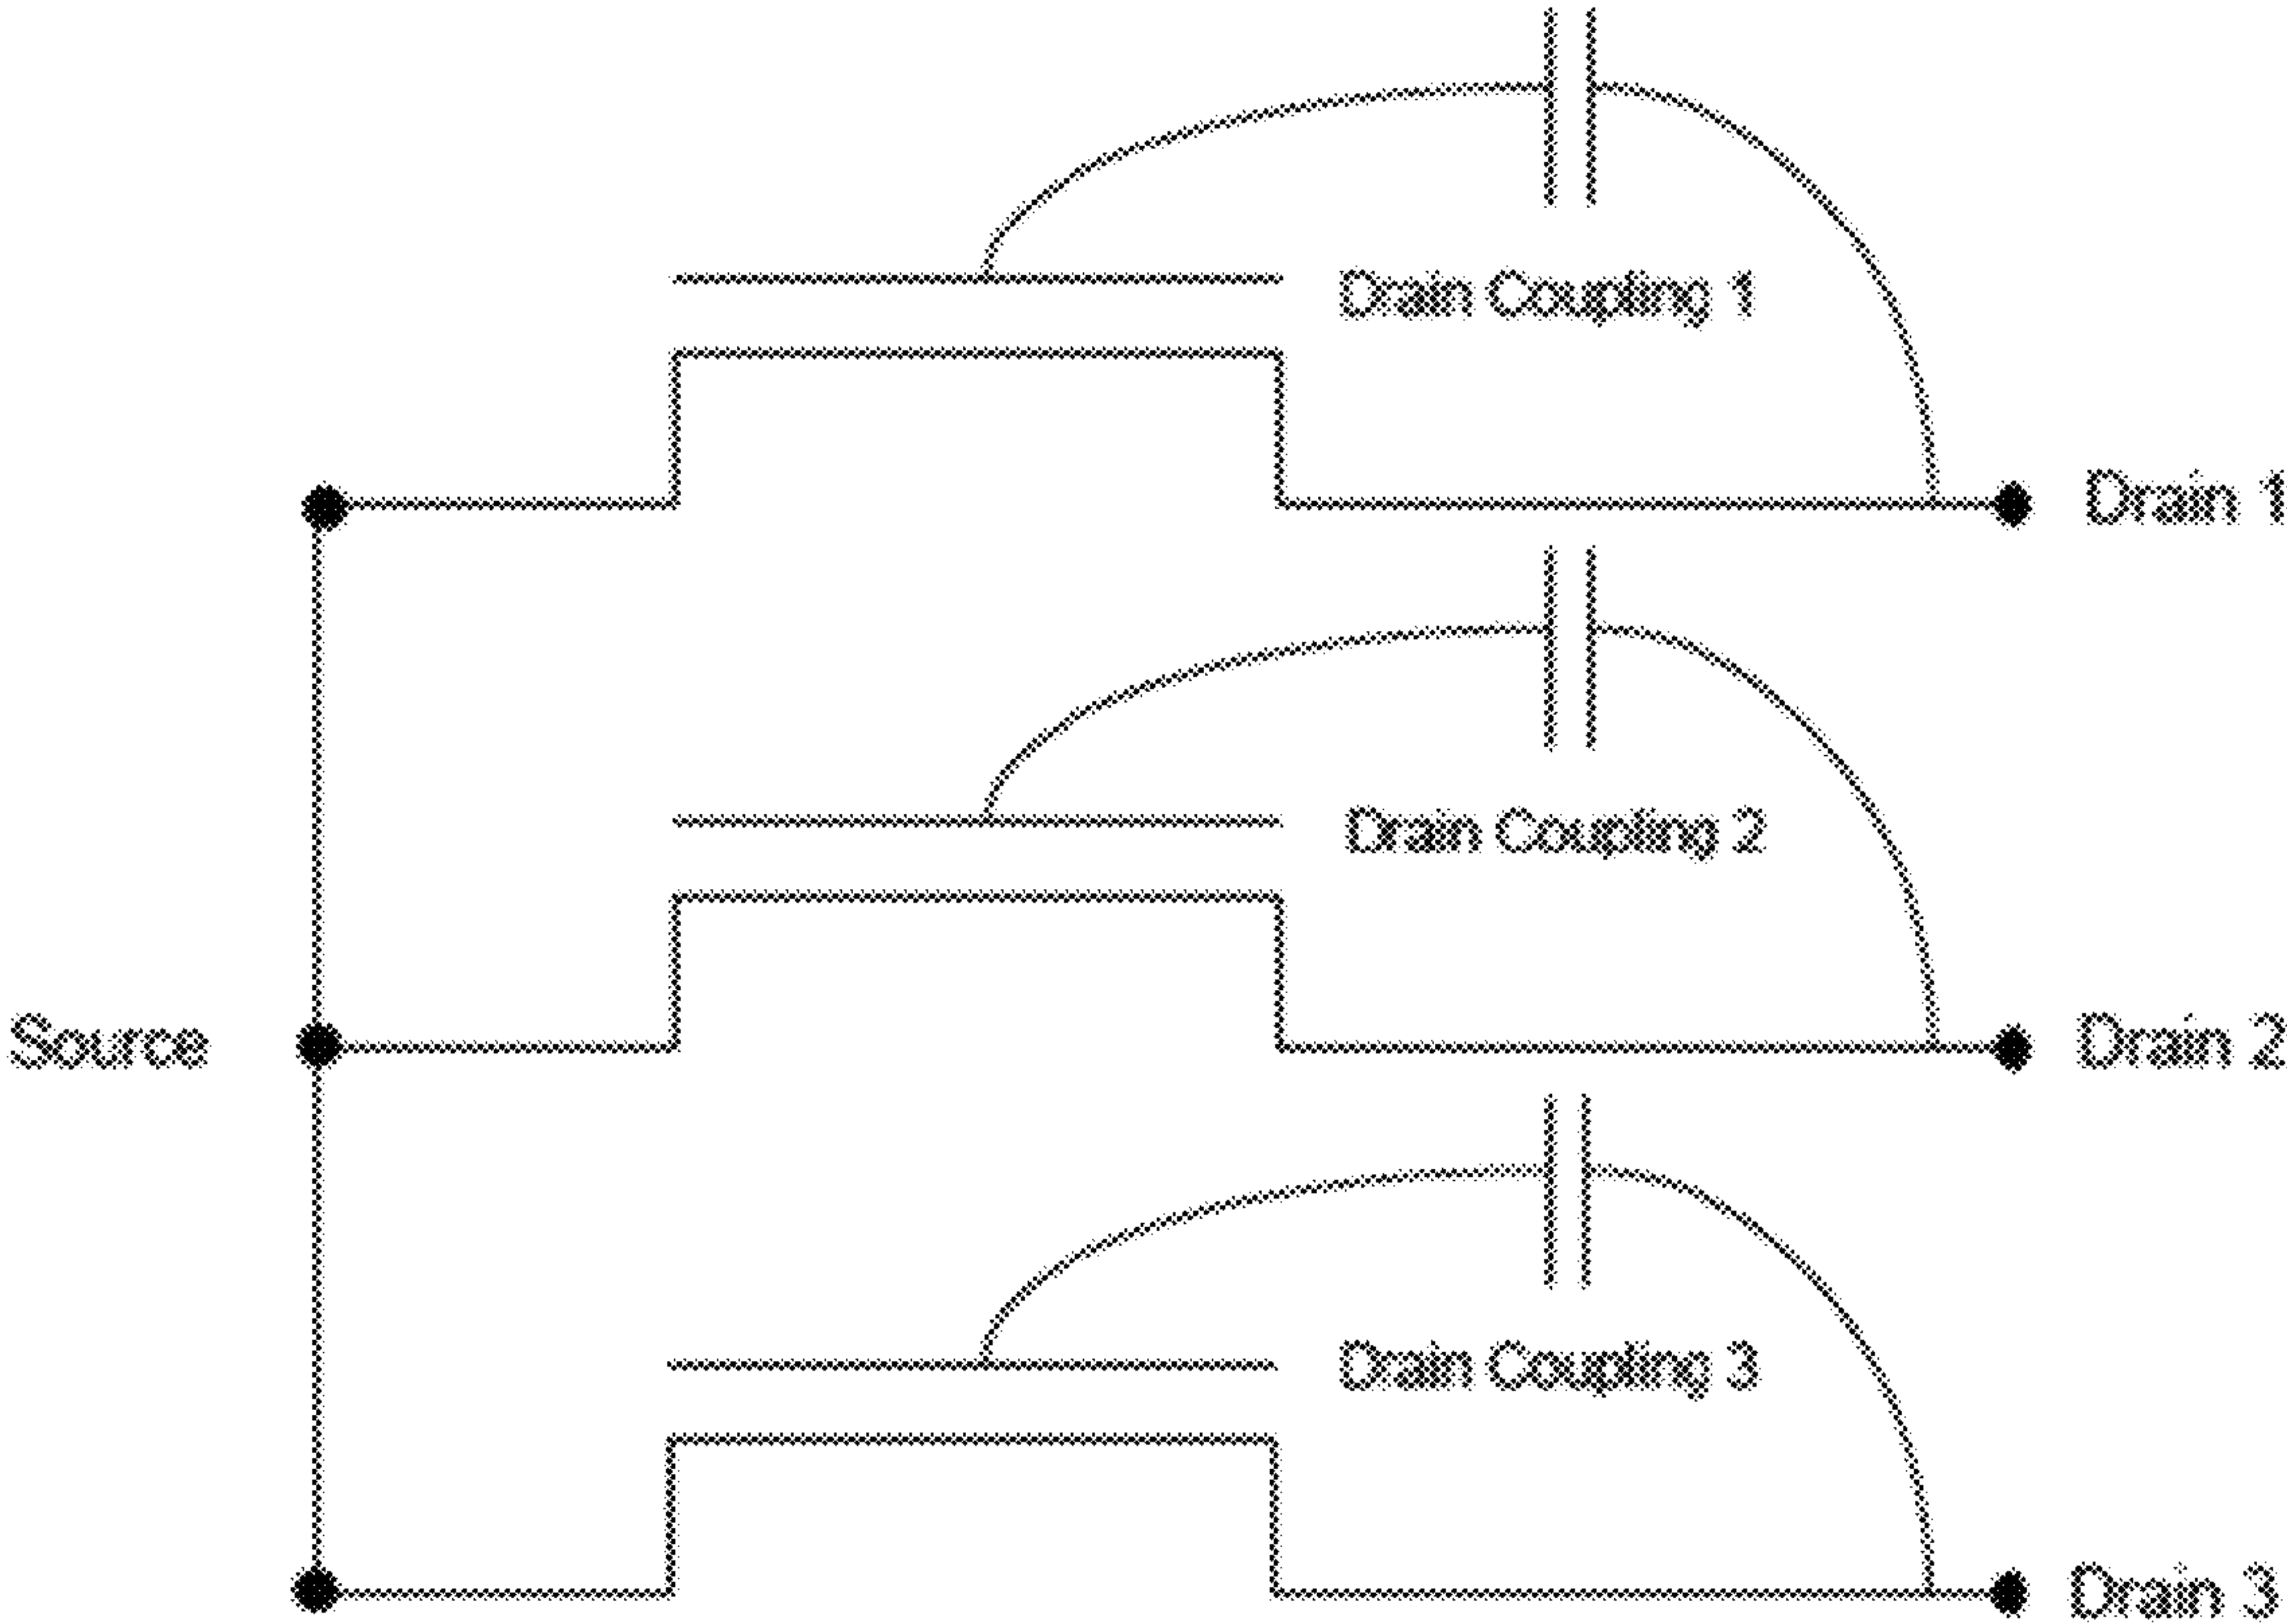 Drain Coupling 1
Drain 1
Drain Coupling 2
Source
Drain 2
Drain Coupling 3
Drain 3